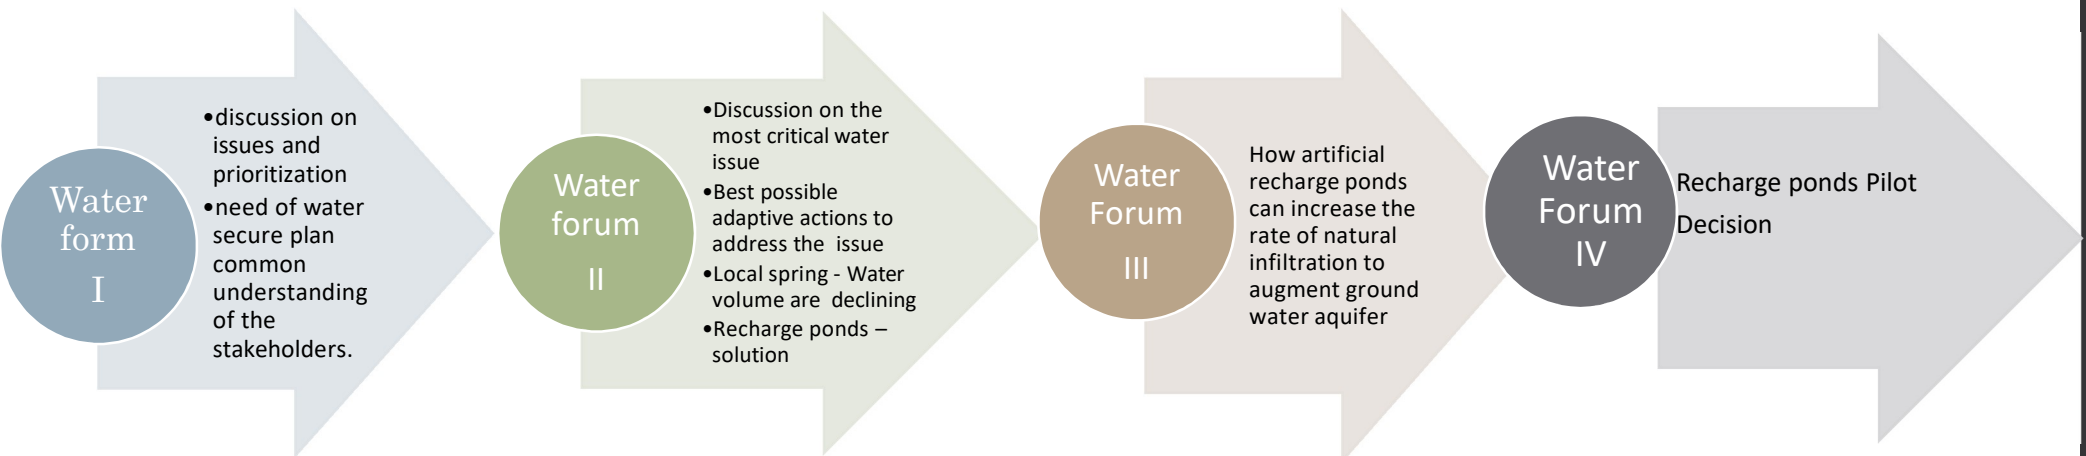 Water
form
I
•discussion on
issues and
prioritization
•need of water
secure plan
common
understanding
of the
stakeholders.
Water
forum
II
•Discussion on the
most critical water
issue
•Best possible
adaptive actions to
address the  issue
•Local spring - Water
volume are  declining
•Recharge ponds –
solution
Water
Forum
III
How artificial
recharge ponds
can increase the
rate of natural
infiltration to
augment ground
water aquifer
Water
Forum
IV
Recharge ponds Pilot
Decision